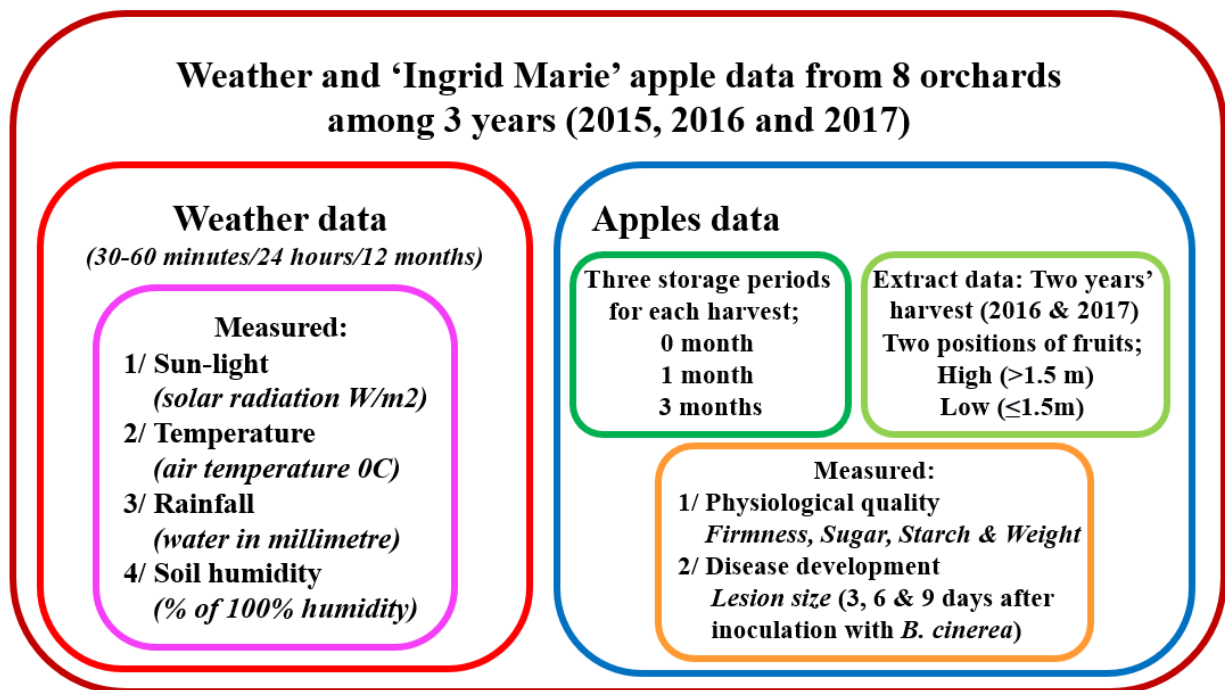 Weather and ‘Ingrid Marie’ apple data from 8 orchards
among 3 years (2015, 2016 and 2017)
Weather data
(30-60 minutes/24 hours/12 months)
Measured:
1/ Sun-light
(solar radiation W/m2)
2/ Temperature
(air temperature 0C)
3/ Rainfall
(water in millimetre)
4/ Soil humidity
(% of 100% humidity)
Apples data
Three storage periods
for each harvest;
0 month
1 month
3 months
Extract data: Two years’
harvest (2016 & 2017)
Two positions of fruits;
High (>1.5 m)
Low (≤1.5m)
Measured:
1/ Physiological quality
Firmness, Sugar, Starch & Weight
2/ Disease development
Lesion size (3, 6 & 9 days after
inoculation with B. cinerea)